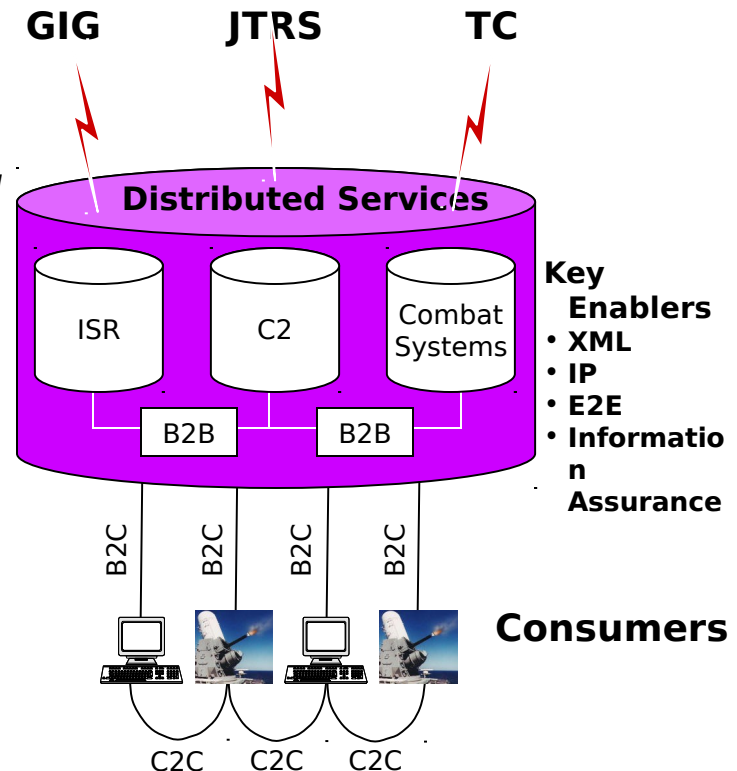 GIG JTRS TC
Distributed Services
ISR
C2
Combat
Systems
B2B
B2B
Key
Enablers
• XML
• IP
• E2E
• Informatio
n
Assurance
B2C
B2C
B2C
B2C
Consumers
C2C
C2C
C2C